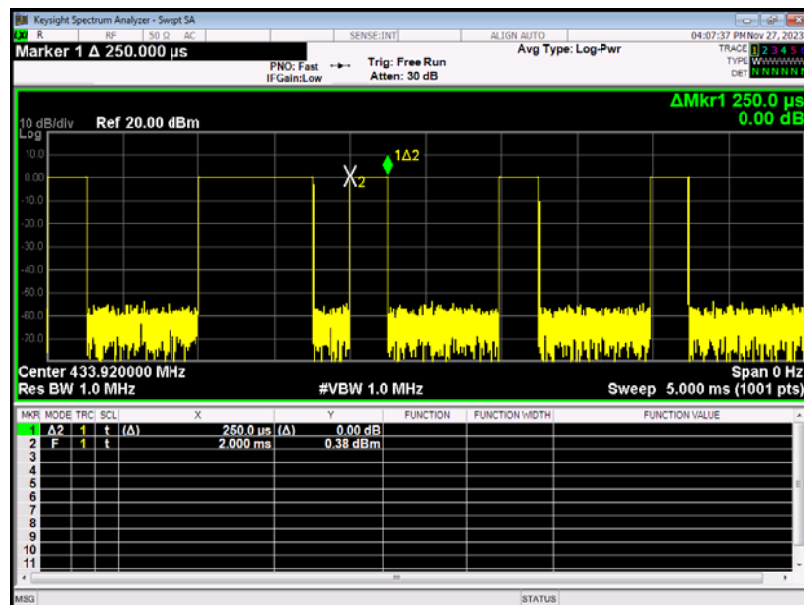 Keysight Spectrum Analyzer - Swept SA
R RF 50 Ω AC SENSE:INT ALIGN AUTO 04:07:37 PM Nov 27, 2023
Marker 1 Δ 250.000 µs
PNO: Fast
IFGain:Low
Trig: Free Run
Atten: 30 dB
Avg Type: Log-Pwr
TRACE 1 2 3 4 5 6
TYPE W
DET N N N N N N
ΔMkr1 250.0 µs
0.00 dB
10 dB/div Ref 20.00 dBm
Log
10.0
0.00
-10.0
-20.0
-30.0
-40.0
-50.0
-60.0
-70.0
1Δ2
X2
Center 433.920000 MHz Span 0 Hz
Res BW 1.0 MHz #VBW 1.0 MHz Sweep 5.000 ms (1001 pts)
MKR MODE TRC SCL X Y FUNCTION FUNCTION WIDTH FUNCTION VALUE
1 Δ2 1 t (Δ) 250.0 µs (Δ) 0.00 dB
2 F 1 t 2.000 ms 0.38 dBm
3
4
5
6
7
8
9
10
11
MSG STATUS